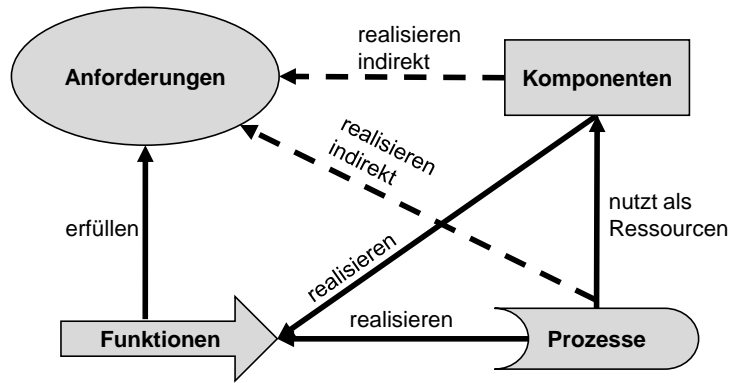 realisieren
indirekt
Anforderungen
Komponenten
realisieren
indirekt
erfüllen
nutzt als
Ressourcen
realisieren
realisieren
Funktionen
Prozesse